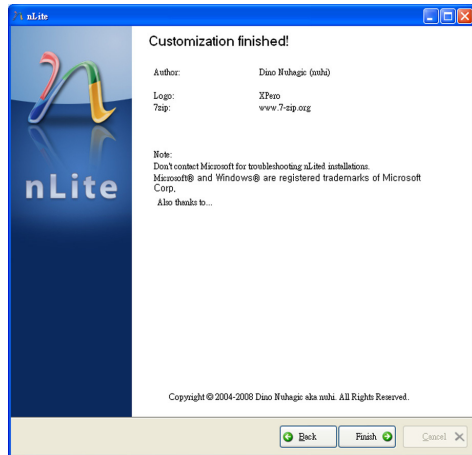 nLite
Customization finished!
Author: Dino Nuhagic (nuhi)
Logo: XPero
7zip: www.7-zip.org
nLite
Note:
Don't contact Microsoft for troubleshooting nLited installations.
Microsoft® and Windows® are registered trademarks of Microsoft
Corp.
Also thanks to...
Copyright © 2004-2008 Dino Nuhagic aka nuhi. All Rights Reserved.
Back Finish Cancel